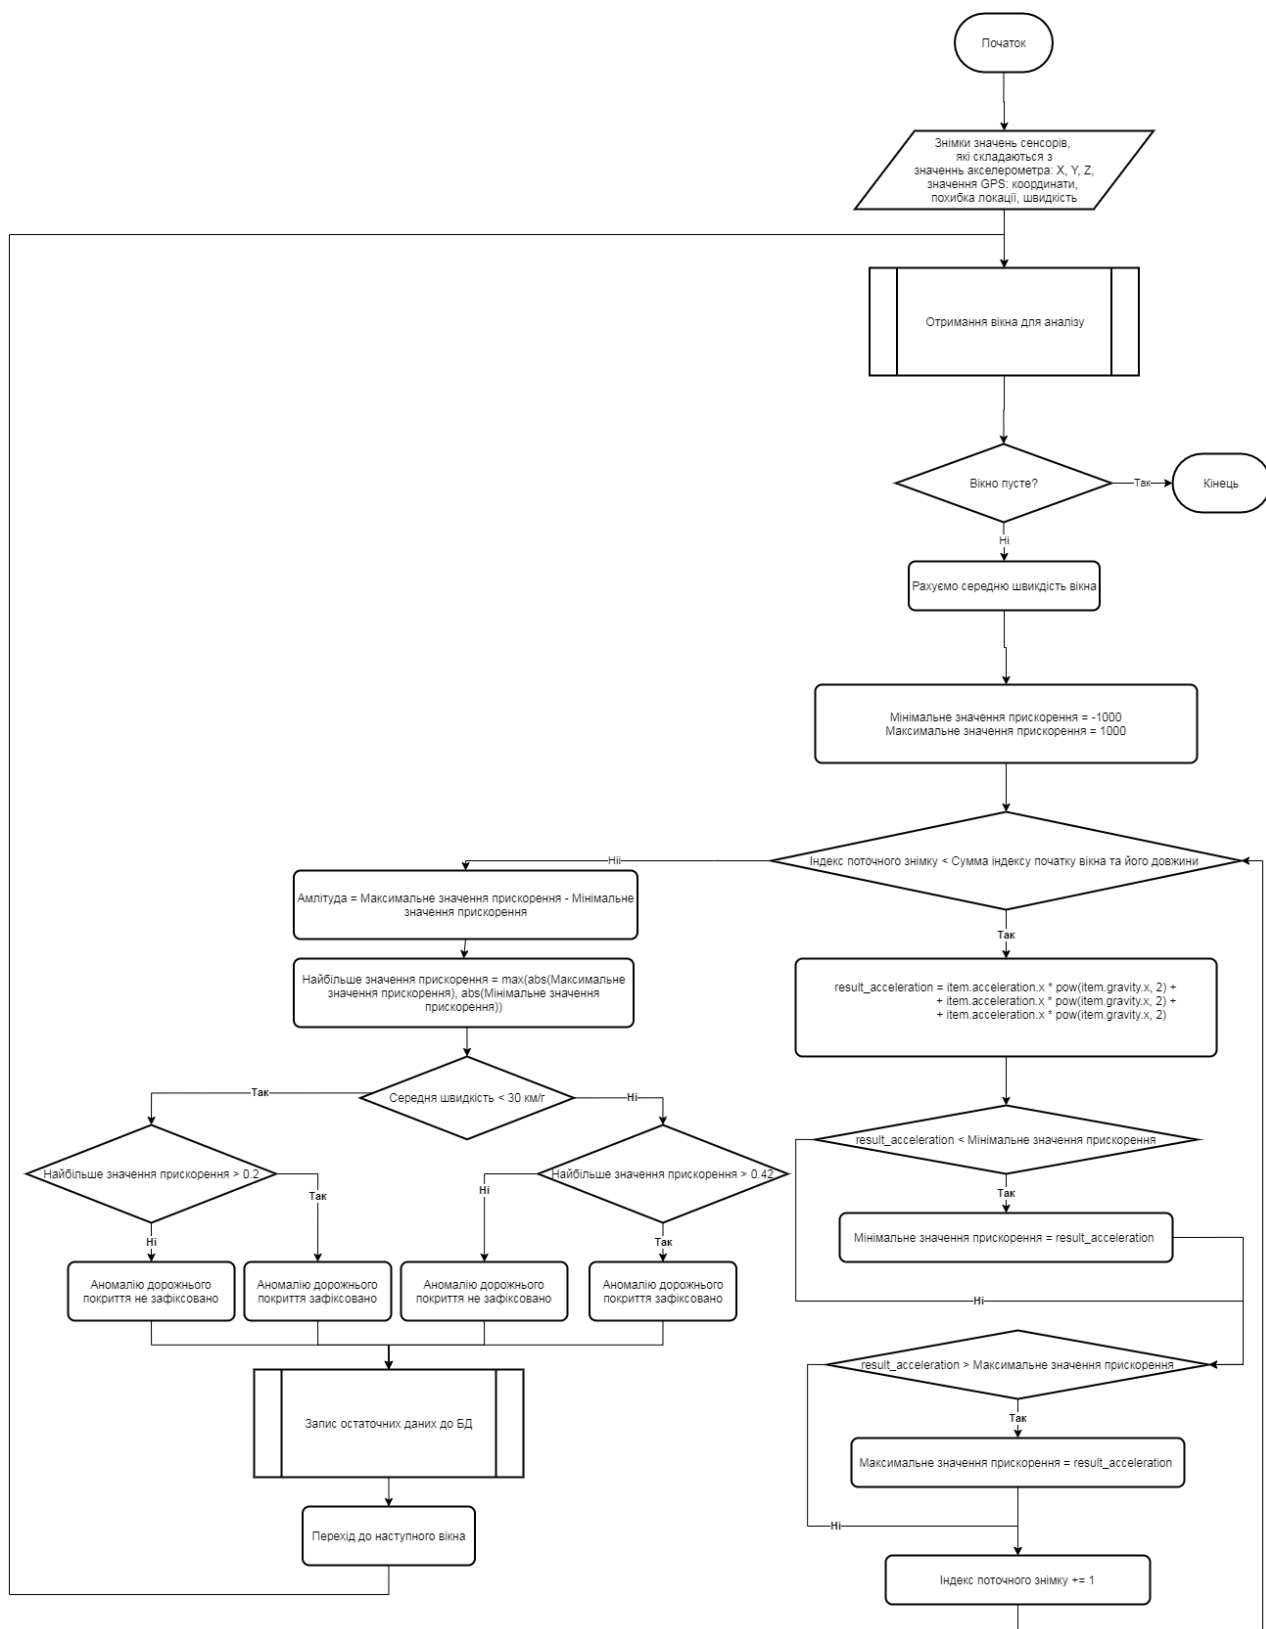 Початок
Знімки значень сенсорів,
які складаються з
значеннь акселерометра: X, Y, Z,
значення GPS: координати,
похибка локації, швидкість
Отримання вікна для аналізу
Вікно пусте?
Так
Кінець
Ні
Рахуємо середню швикдість вікна
Мінімальне значення прискорення = -1000
Максимальне значення прискорення = 1000
Індекс поточного знімку < Сумма індексу початку вікна та його довжини
Ніі
Амлітуда = Максимальне значення прискорення - Мінімальне
значення прискорення
Найбільше значення прискорення = max(abs(Максимальне
значення прискорення), abs(Мінімальне значення
прискорення))
Середня швидкість < 30 км/г
Так
Ні
Найбільше значення прискорення > 0.2
Найбільше значення прискорення > 0.42
Ні
Так
Ні
Так
Аномалію дорожнього
покриття не зафіксовано
Аномалію дорожнього
покриття зафіксовано
Аномалію дорожнього
покриття не зафіксовано
Аномалію дорожнього
покриття зафіксовано
Запис остаточних даних до БД
Перехід до наступного вікна
Так
result_acceleration = item.acceleration.x * pow(item.gravity.x, 2) +
+ item.acceleration.x * pow(item.gravity.x, 2) +
+ item.acceleration.x * pow(item.gravity.x, 2)
result_acceleration < Мінімальне значення прискорення
Так
Мінімальне значення прискорення = result_acceleration
Ні
result_acceleration > Максимальне значення прискорення
Так
Максимальне значення прискорення = result_acceleration
Ні
Індекс поточного знімку += 1